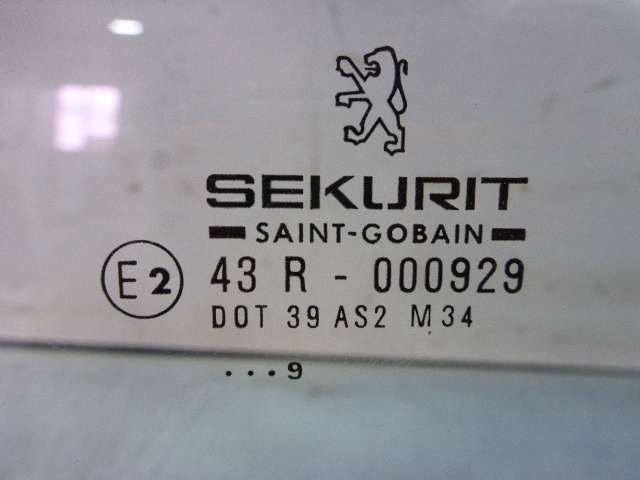 SEKURIT
SAINT-GOBAIN
E2 43 R - 000929
DOT 39 AS2 M34
...9